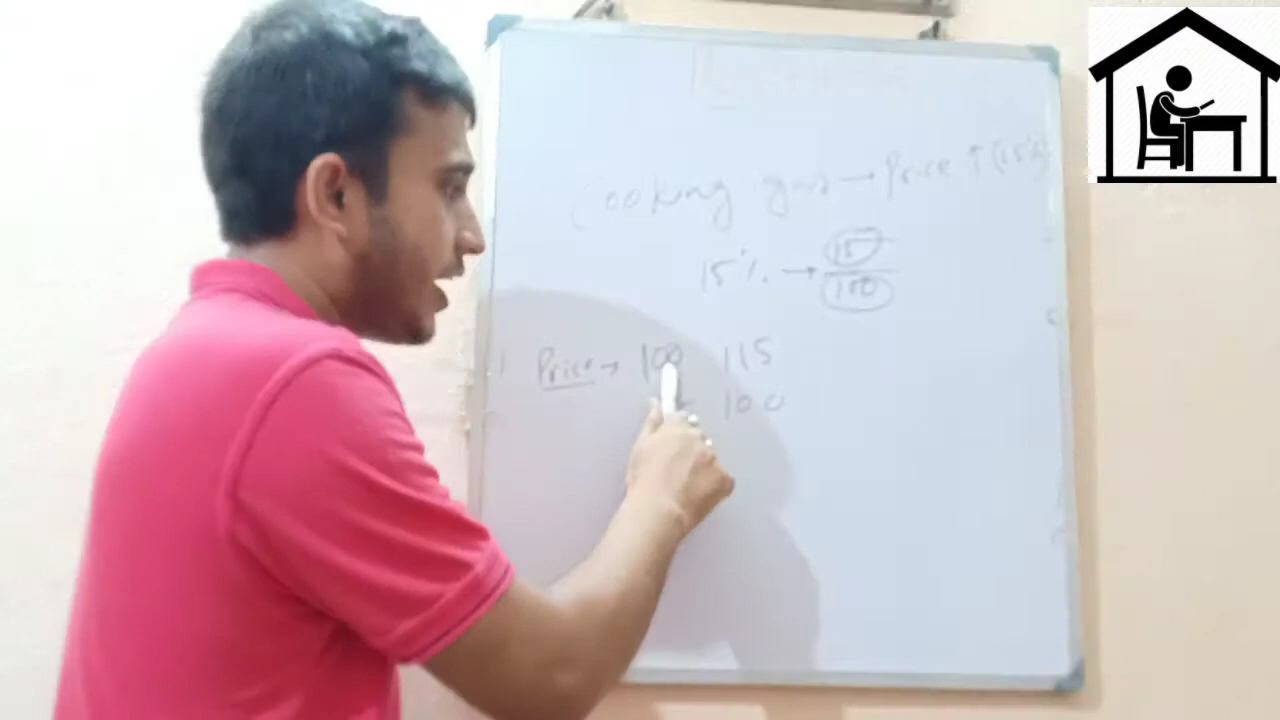 Cooking gas → Price ↑ (15%)
15% → 15/100
Price → 100 115
100